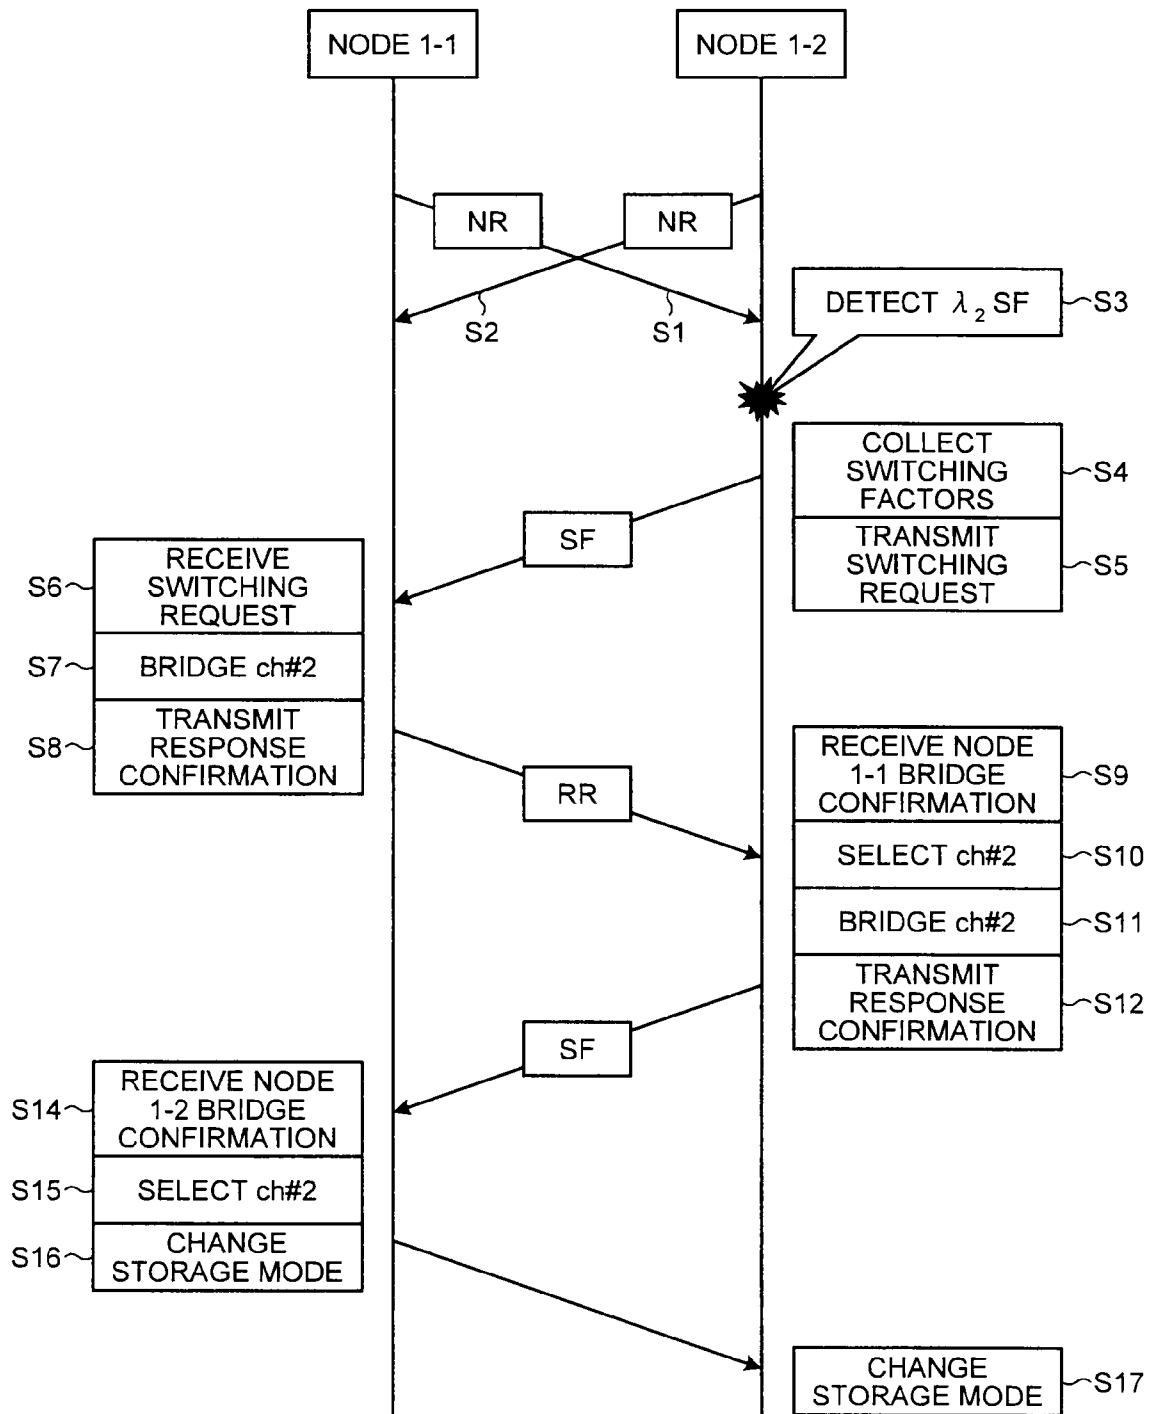 NODE 1-1
NODE 1-2
NR
NR
S2
S1
DETECT λ₂ SF
S3
COLLECT
SWITCHING
FACTORS
S4
TRANSMIT
SWITCHING
REQUEST
S5
SF
S6
RECEIVE
SWITCHING
REQUEST
S7
BRIDGE ch#2
S8
TRANSMIT
RESPONSE
CONFIRMATION
RR
RECEIVE NODE
1-1 BRIDGE
CONFIRMATION
S9
SELECT ch#2
S10
BRIDGE ch#2
S11
TRANSMIT
RESPONSE
CONFIRMATION
S12
SF
S14
RECEIVE NODE
1-2 BRIDGE
CONFIRMATION
S15
SELECT ch#2
S16
CHANGE
STORAGE MODE
CHANGE
STORAGE MODE
S17